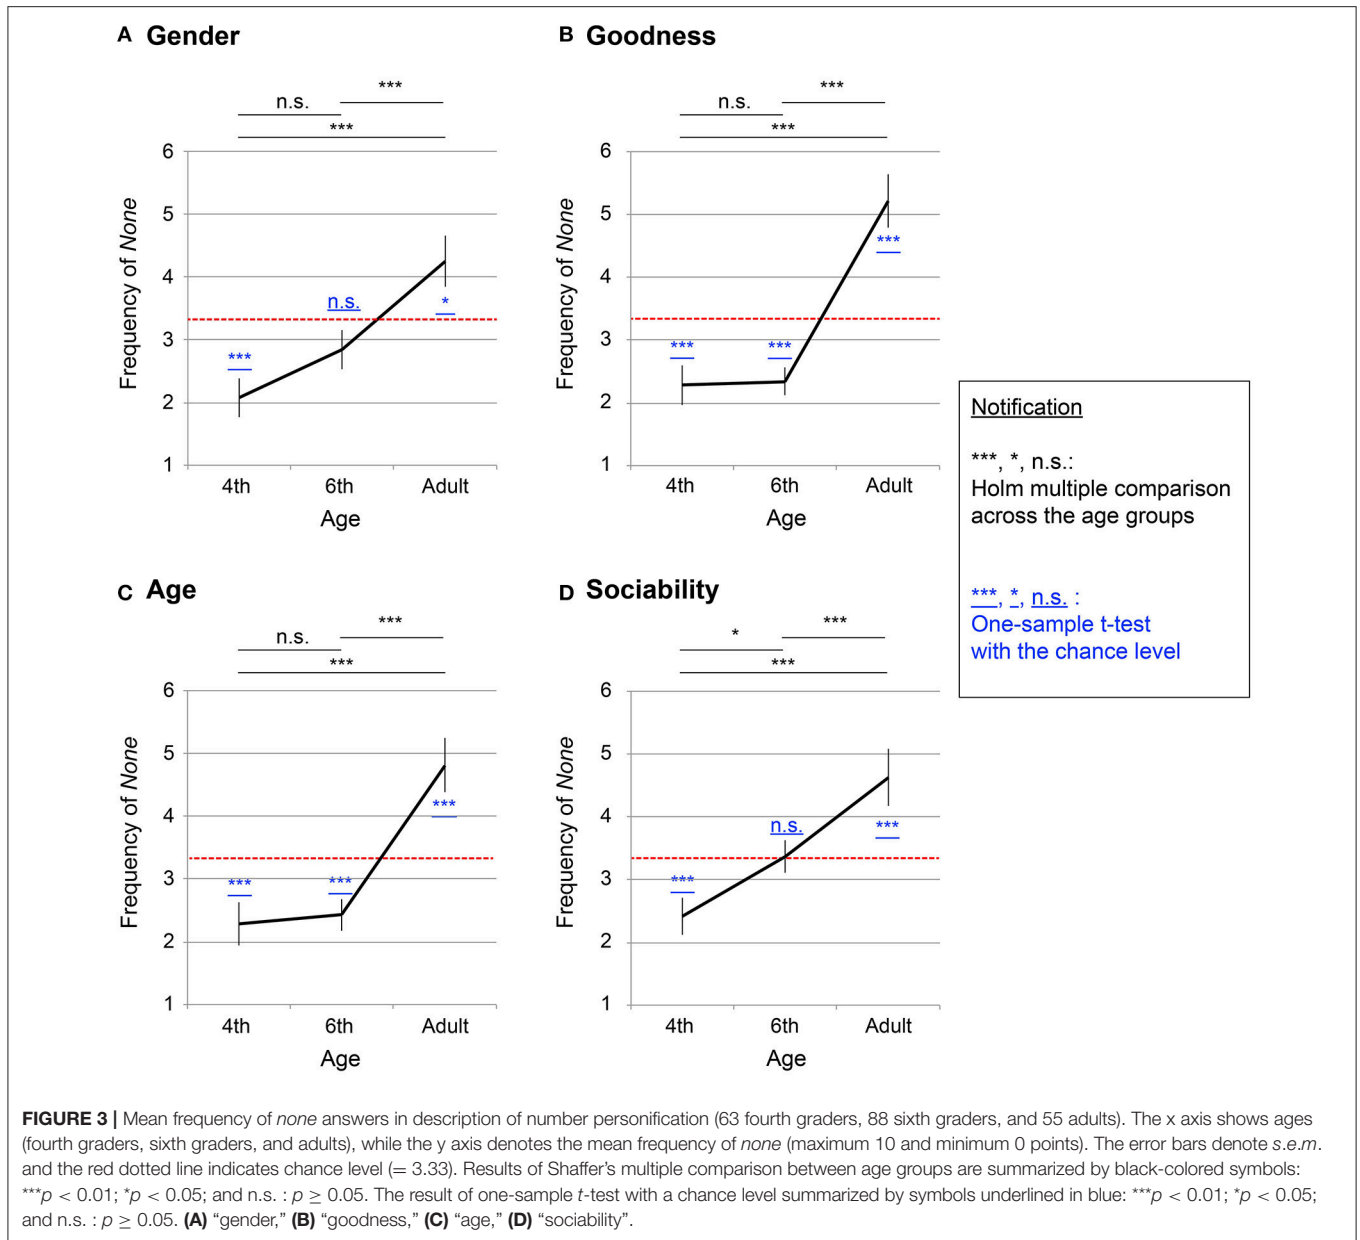 A Gender
n.s.
***
***
6
5
4
3
2
1
Frequency of None
***
n.s.
*
4th 6th Adult
Age
B Goodness
n.s.
***
***
6
5
4
3
2
1
Frequency of None
***
***
***
4th 6th Adult
Age
C Age
n.s.
***
***
6
5
4
3
2
1
Frequency of None
***
***
***
4th 6th Adult
Age
D Sociability
*
***
***
6
5
4
3
2
1
Frequency of None
***
n.s.
***
4th 6th Adult
Age
Notification
***, *, n.s.:
Holm multiple comparison
across the age groups
***, *, n.s. :
One-sample t-test
with the chance level
FIGURE 3 | Mean frequency of none answers in description of number personification (63 fourth graders, 88 sixth graders, and 55 adults). The x axis shows ages
(fourth graders, sixth graders, and adults), while the y axis denotes the mean frequency of none (maximum 10 and minimum 0 points). The error bars denote s.e.m.
and the red dotted line indicates chance level (= 3.33). Results of Shaffer's multiple comparison between age groups are summarized by black-colored symbols:
***p < 0.01; *p < 0.05; and n.s. : p ≥ 0.05. The result of one-sample t-test with a chance level summarized by symbols underlined in blue: ***p < 0.01; *p < 0.05;
and n.s. : p ≥ 0.05. (A) "gender," (B) "goodness," (C) "age," (D) "sociability".